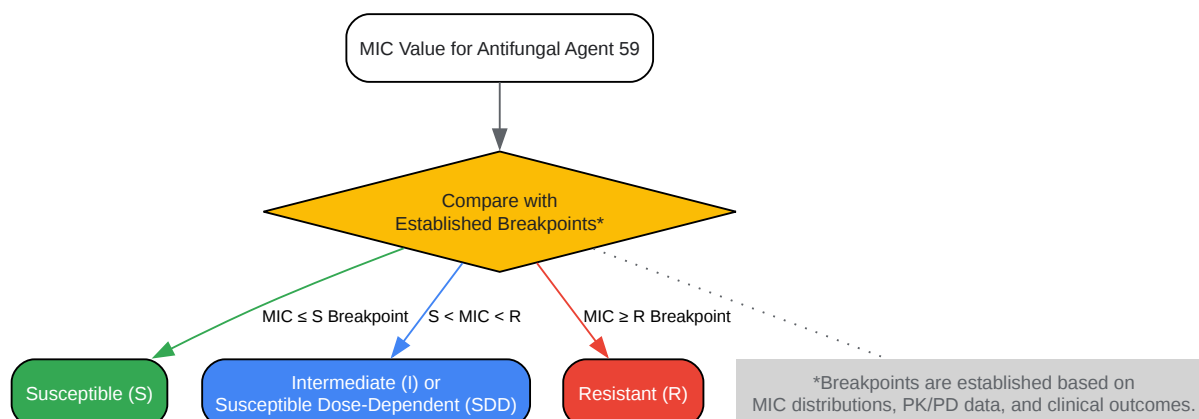 MIC Value for Antifungal Agent 59
Compare with
Established Breakpoints*
MIC ≤ S Breakpoint
S < MIC < R
MIC ≥ R Breakpoint
Susceptible (S)
Intermediate (I) or
Susceptible Dose-Dependent (SDD)
Resistant (R)
*Breakpoints are established based on
MIC distributions, PK/PD data, and clinical outcomes.